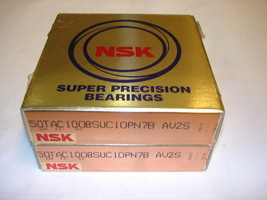 NSK
SUPER PRECISION
BEARINGS
50TAC100BSUC10PN7B AV2S
NSK
50TAC100BSUC10PN7B AV2S
NSK